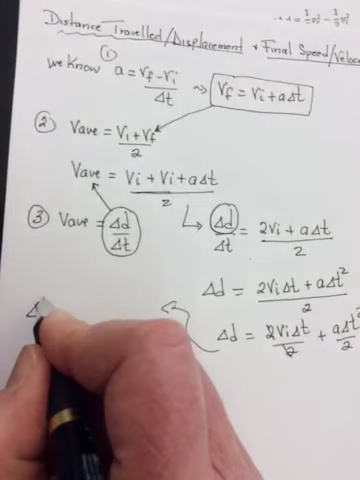 Distance Travelled/Displacement + Final Speed/Veloc
① we know a = Vf - Vi / Δt ⇝ Vf = Vi + aΔt
② Vave = Vi + Vf / 2
Vave = Vi + Vi + aΔt / 2
③ Vave = Δd / Δt ↳ Δd / Δt = 2Vi + aΔt / 2
Δd = 2ViΔt + aΔt² / 2
Δd = 2ViΔt / 2 + aΔt² / 2
Δ